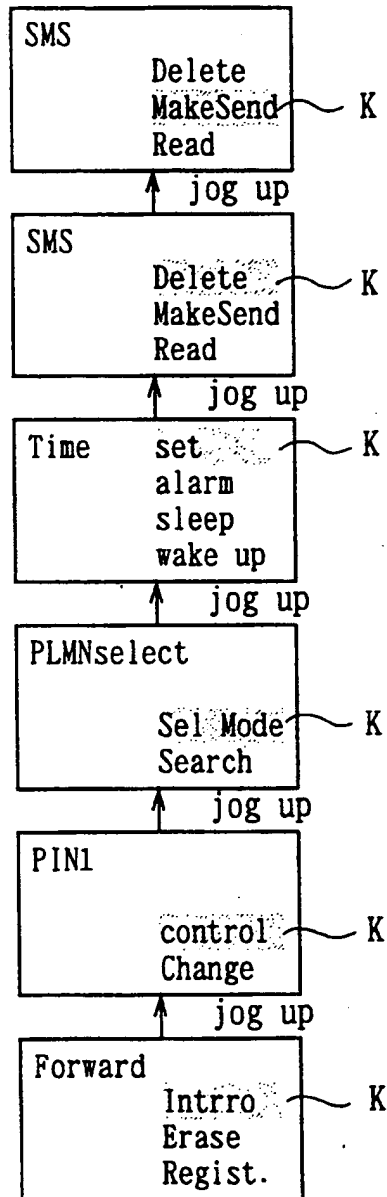 SMS
Delete
MakeSend K
Read
jog up
SMS
Delete K
MakeSend
Read
jog up
Time set K
alarm
sleep
wake up
jog up
PLMNselect
Sel Mode K
Search
jog up
PIN1
control K
Change
jog up
Forward
Intrro K
Erase
Regist.